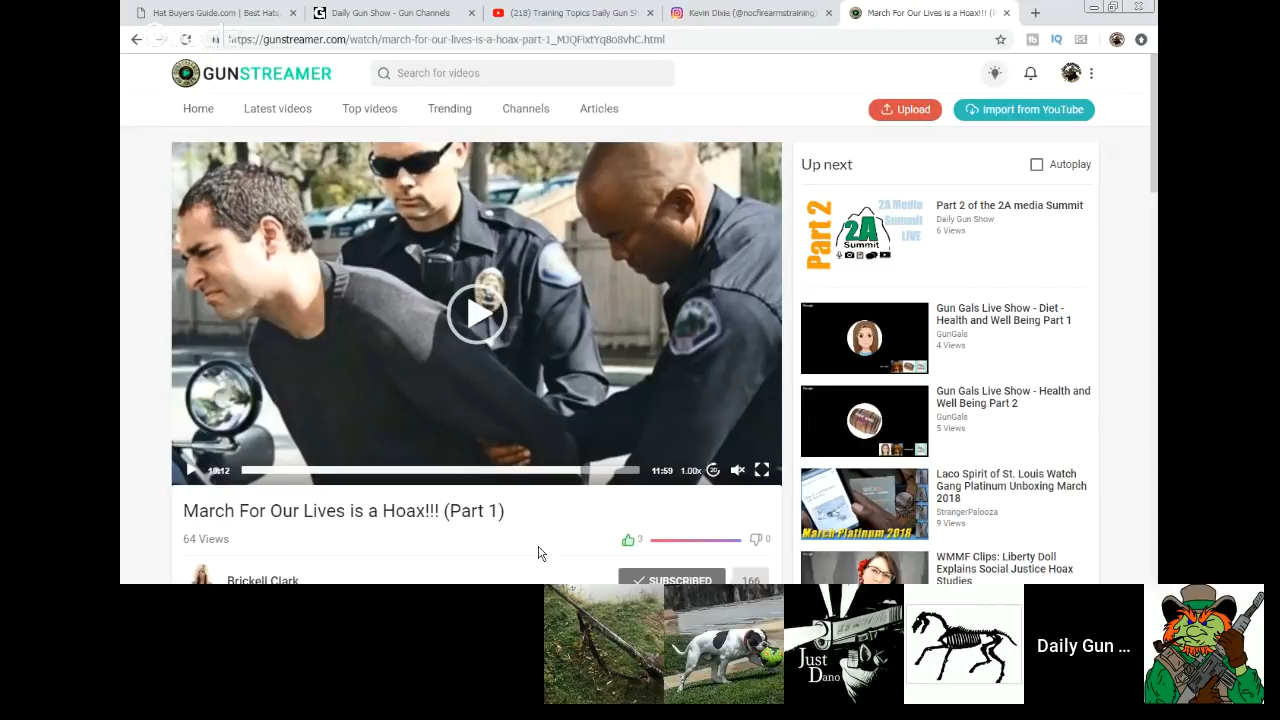 Hat Buyers Guide.com | Best Hats,
Daily Gun Show - Gun Channels
(218) Training Topics Daily Gun Sh
Kevin Dixie (@nocfirearmstraining)
March For Our Lives is a Hoax!!! (P
https://gunstreamer.com/watch/march-for-our-lives-is-a-hoax-part-1_MJQFixtYq8o8vhC.html
GUNSTREAMER
Search for videos
Home Latest videos Top videos Trending Channels Articles
Upload
Import from YouTube
Up next
Autoplay
Part 2
2A Media Summit LIVE
2A
Summit
Part 2 of the 2A media Summit
Daily Gun Show
6 Views
Gun Gals Live Show - Diet -
Health and Well Being Part 1
GunGals
4 Views
Gun Gals Live Show - Health and
Well Being Part 2
GunGals
5 Views
Laco Spirit of St. Louis Watch
Gang Platinum Unboxing March
2018
StrangerPalooza
9 Views
March Platinum 2018
WMMF Clips: Liberty Doll
Explains Social Justice Hoax
Studies
10:12
11:59 1.00x 20
March For Our Lives is a Hoax!!! (Part 1)
64 Views
3
0
Brickell Clark
SUBSCRIBED
166
Just
Dano
Daily Gun ...